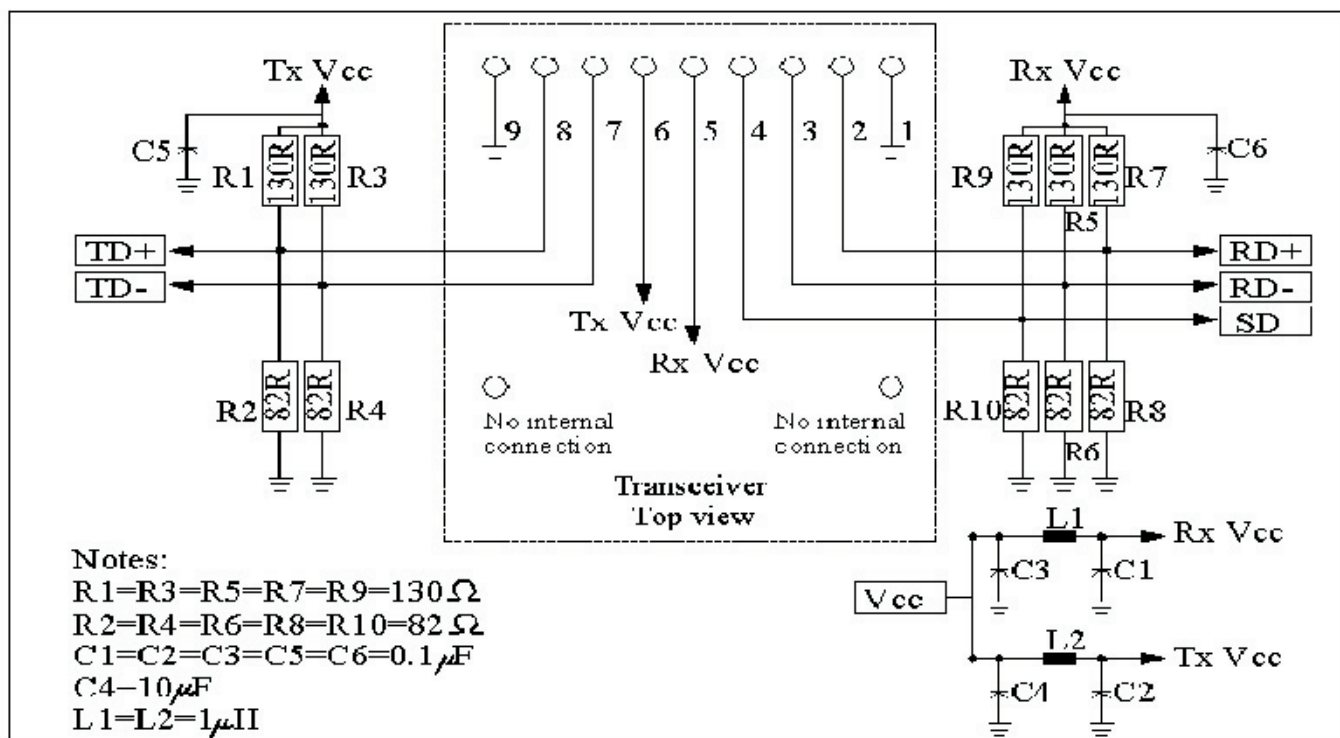 Tx Vcc
Rx Vcc
9 8 7 6 5 4 3 2 1
C5
R1
130R
130R
R3
R9
130R
130R
130R
R7
C6
R5
TD+
TD-
RD+
RD-
SD
Tx Vcc
Rx Vcc
R2
82R
82R
R4
No internal
connection
No internal
connection
R10
82R
82R
82R
R8
R6
Transceiver
Top view
L1
Rx Vcc
C3
C1
Vcc
L2
Tx Vcc
C4
C2
Notes:
R1=R3=R5=R7=R9=130Ω
R2=R4=R6=R8=R10=82Ω
C1=C2=C3=C5=C6=0.1μF
C4=10μF
L1=L2=1μH